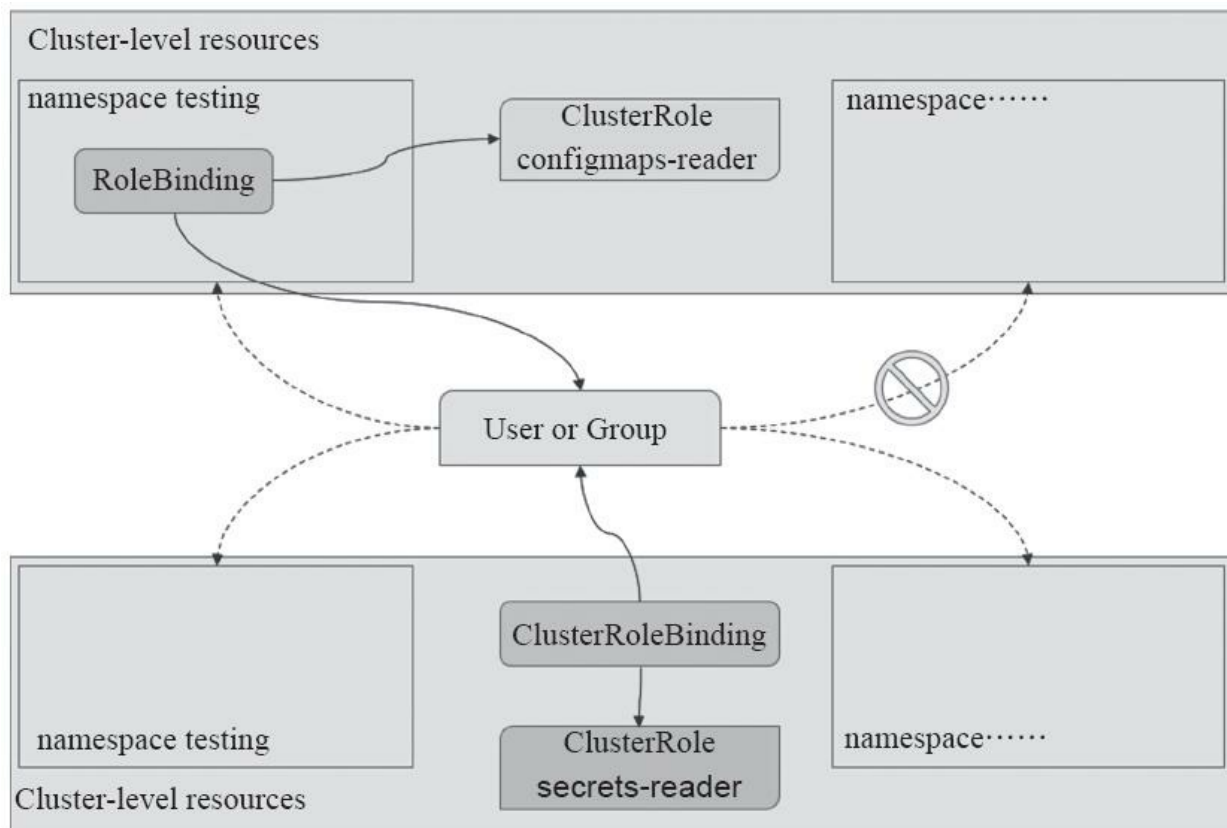 Cluster-level resources
namespace testing
ClusterRole
configmaps-reader
namespace……
RoleBinding
User or Group
ClusterRoleBinding
namespace testing
ClusterRole
secrets-reader
namespace……
Cluster-level resources